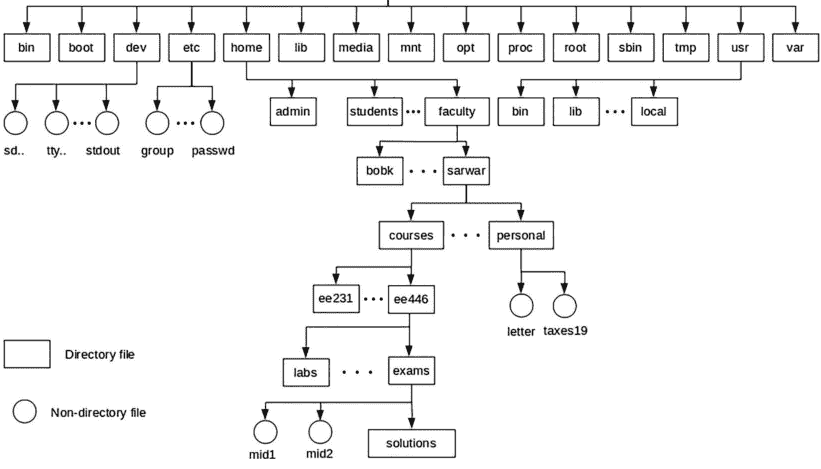 bin boot dev etc home lib media mnt opt proc root sbin tmp usr var
admin students ••• faculty bin lib ••• local
sd.. tty.. ••• stdout group ••• passwd
bobk • • • sarwar
courses • • • personal
ee231 ••• ee446
letter taxes19
Directory file
labs • • • exams
Non-directory file
mid1 mid2 solutions